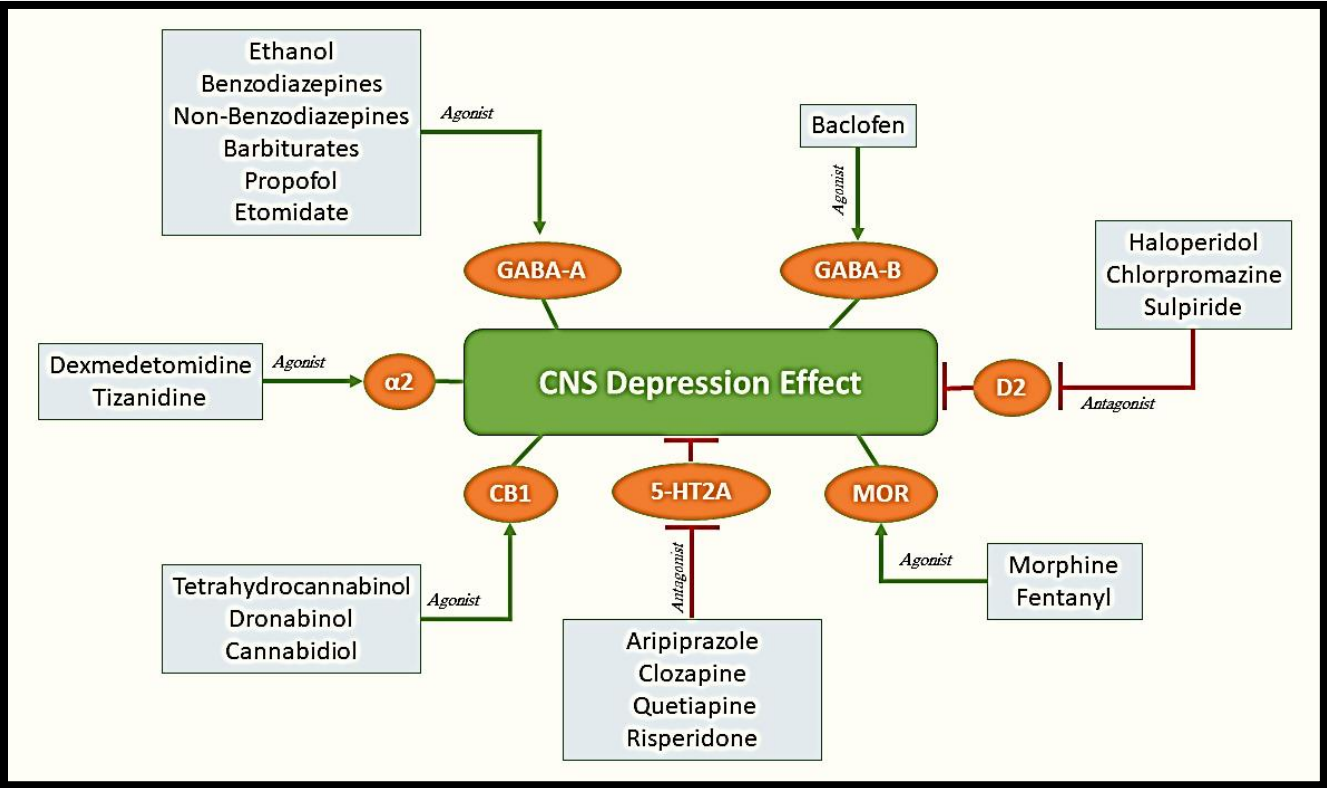 Ethanol
Benzodiazepines
Non-Benzodiazepines
Barbiturates
Propofol
Etomidate
Agonist
GABA-A
Baclofen
Agonist
GABA-B
Haloperidol
Chlorpromazine
Sulpiride
Antagonist
D2
Dexmedetomidine
Tizanidine
Agonist
α2
CNS Depression Effect
CB1
5-HT2A
MOR
Tetrahydrocannabinol
Dronabinol
Cannabidiol
Agonist
Antagonist
Aripiprazole
Clozapine
Quetiapine
Risperidone
Agonist
Morphine
Fentanyl